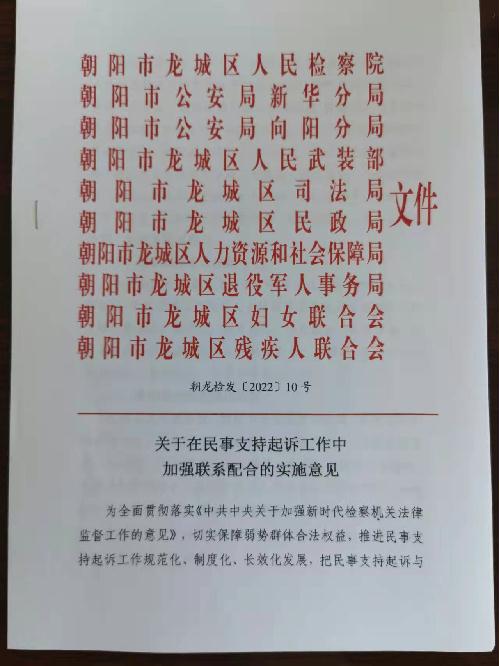 朝阳市龙城区人民检察院
朝阳市公安局新华分局
朝阳市公安局向阳分局
朝阳市龙城区人民武装部
朝阳市龙城区司法局
朝阳市龙城区民政局
朝阳市龙城区人力资源和社会保障局
朝阳市龙城区退役军人事务局
朝阳市龙城区妇女联合会
朝阳市龙城区残疾人联合会
文件
朝龙检发〔2022〕10号
关于在民事支持起诉工作中
加强联系配合的实施意见
为全面贯彻落实《中共中央关于加强新时代检察机关法律
监督工作的意见》，切实保障弱势群体合法权益，推进民事支
持起诉工作规范化、制度化、长效化发展，把民事支持起诉与